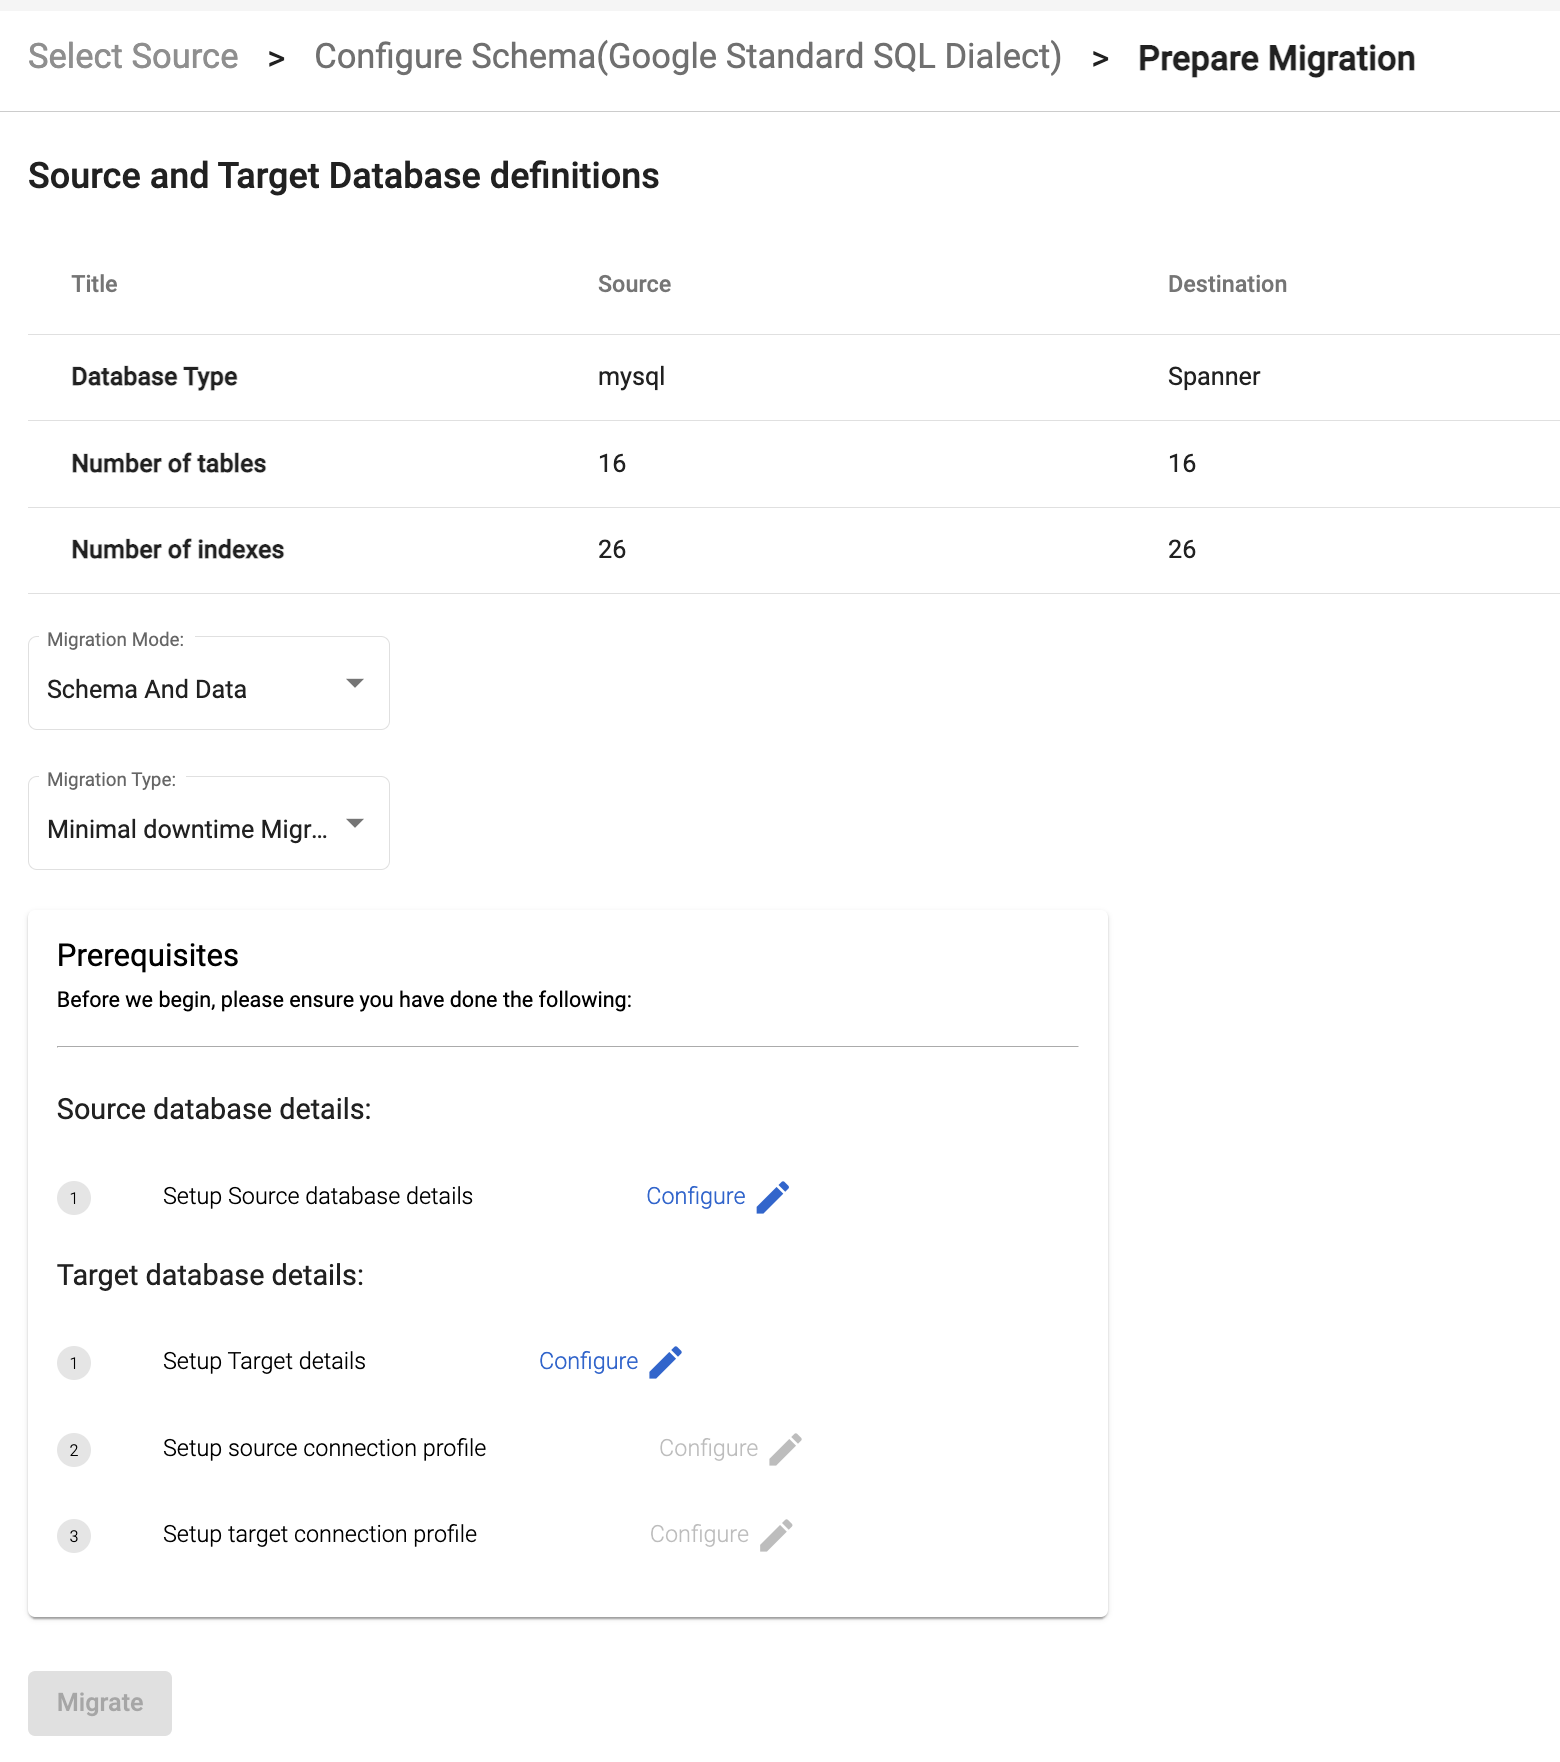 Select Source > Configure Schema(Google Standard SQL Dialect) > Prepare Migration
Source and Target Database definitions
Title Source Destination
Database Type mysql Spanner
Number of tables 16 16
Number of indexes 26 26
Migration Mode:
Schema And Data
Migration Type:
Minimal downtime Migr...
Prerequisites
Before we begin, please ensure you have done the following:
Source database details:
1 Setup Source database details Configure
Target database details:
1 Setup Target details Configure
2 Setup source connection profile Configure
3 Setup target connection profile Configure
Migrate